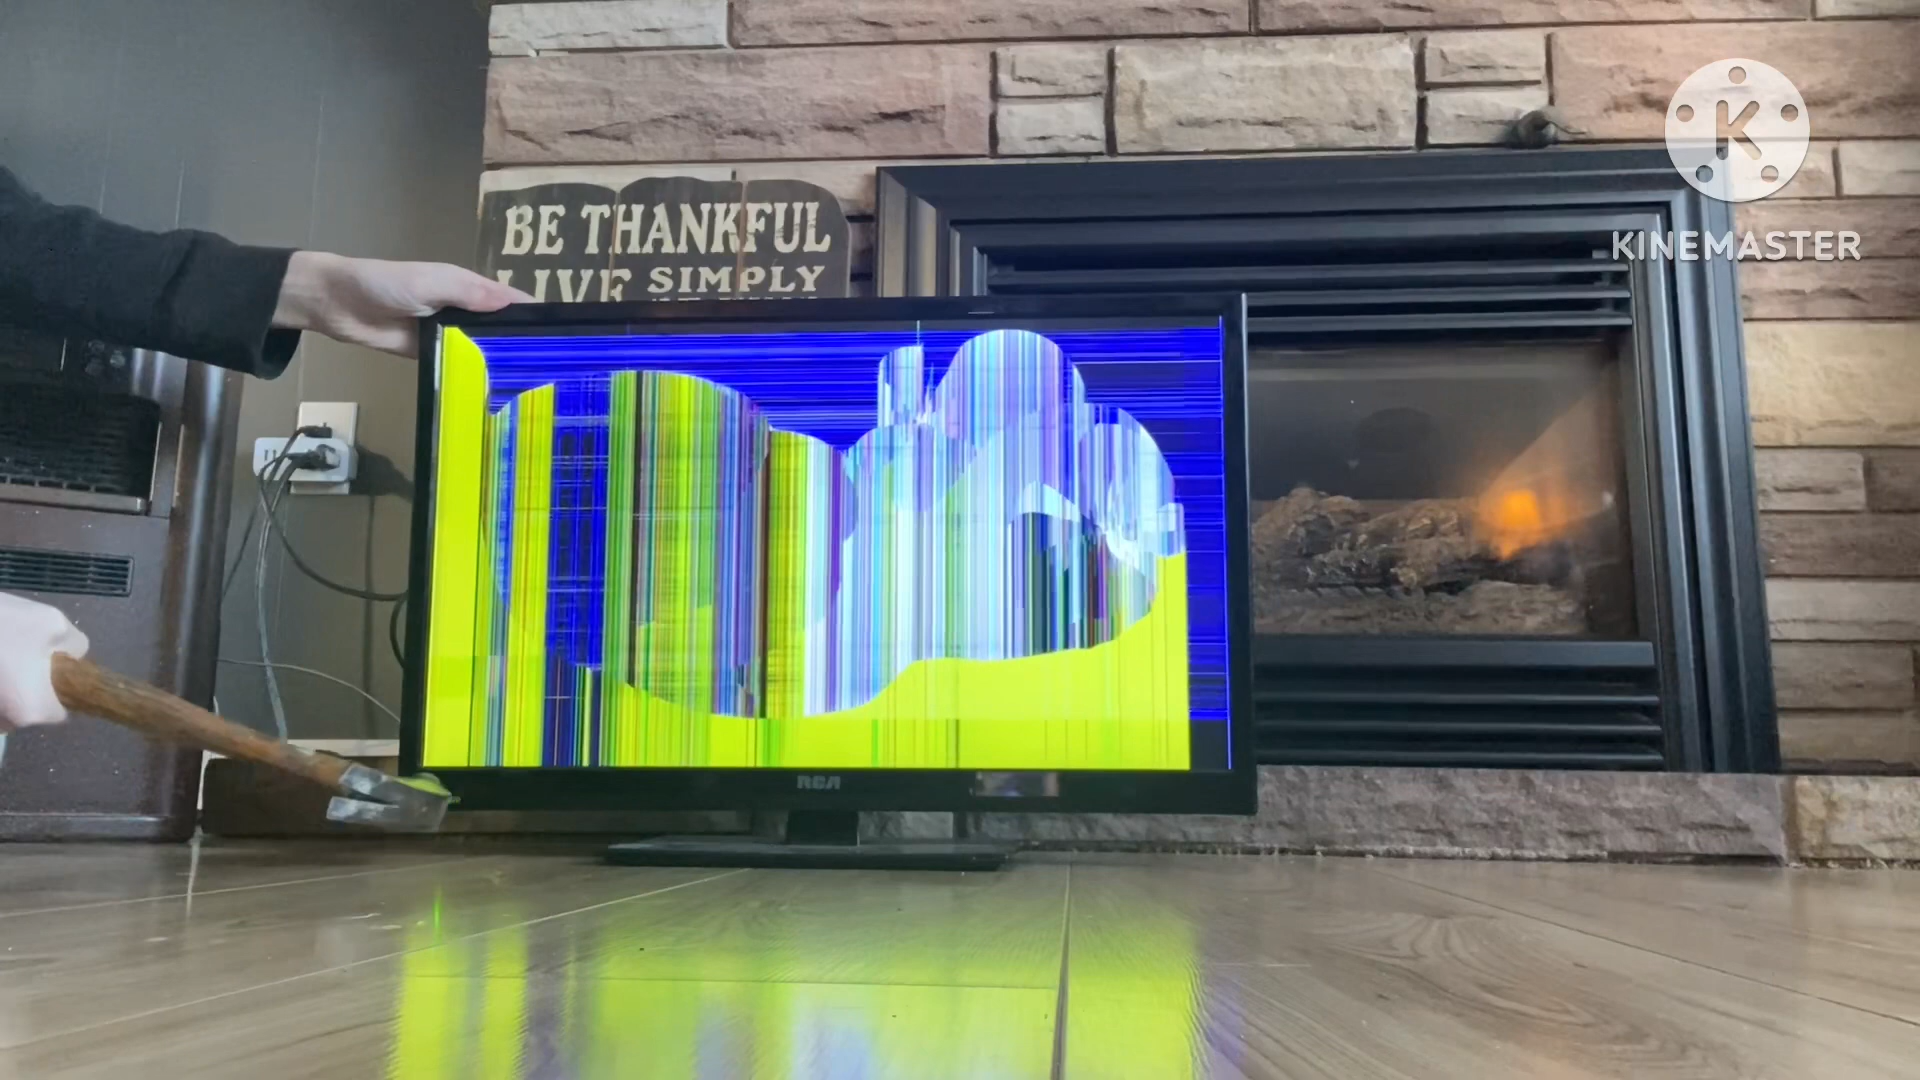 BE THANKFUL
LIVE SIMPLY
K
KINEMASTER
RCA